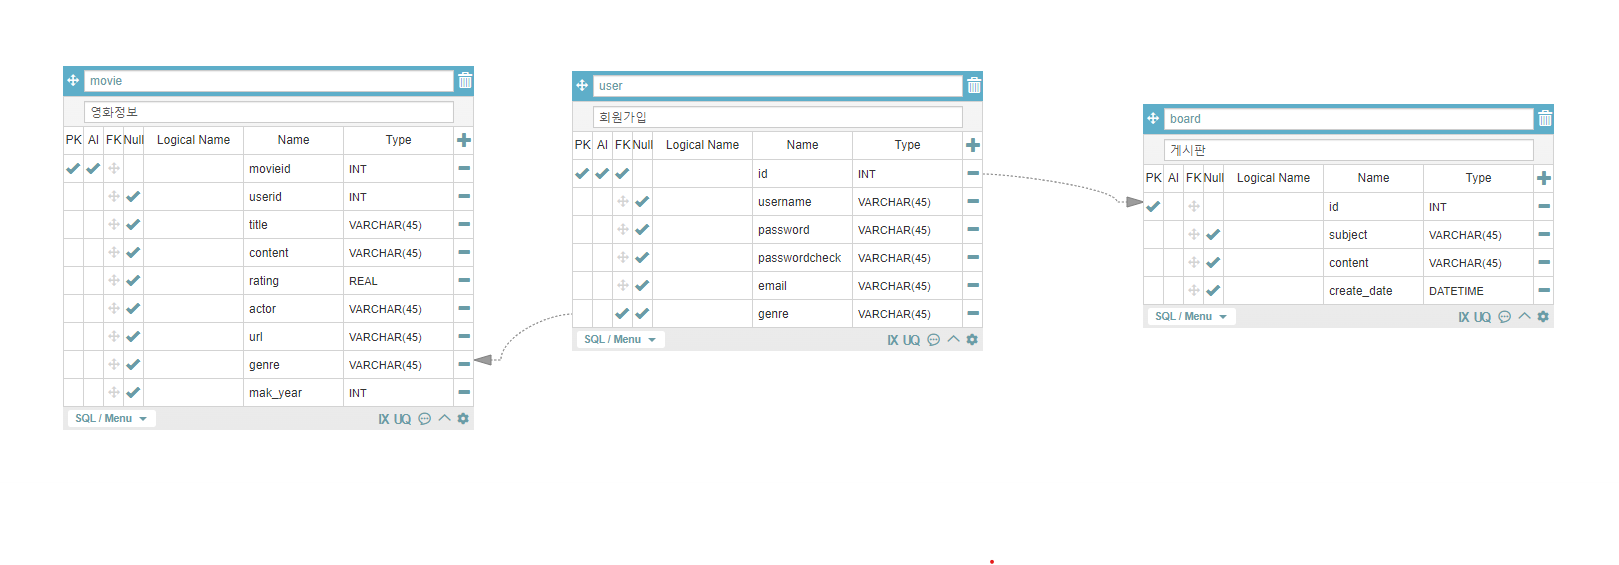 movie
영화정보
PK AI FK Null Logical Name Name Type
movieid INT
userid INT
title VARCHAR(45)
content VARCHAR(45)
rating REAL
actor VARCHAR(45)
url VARCHAR(45)
genre VARCHAR(45)
mak_year INT
SQL / Menu IX UQ
user
회원가입
PK AI FK Null Logical Name Name Type
id INT
username VARCHAR(45)
password VARCHAR(45)
passwordcheck VARCHAR(45)
email VARCHAR(45)
genre VARCHAR(45)
SQL / Menu IX UQ
board
게시판
PK AI FK Null Logical Name Name Type
id INT
subject VARCHAR(45)
content VARCHAR(45)
create_date DATETIME
SQL / Menu IX UQ